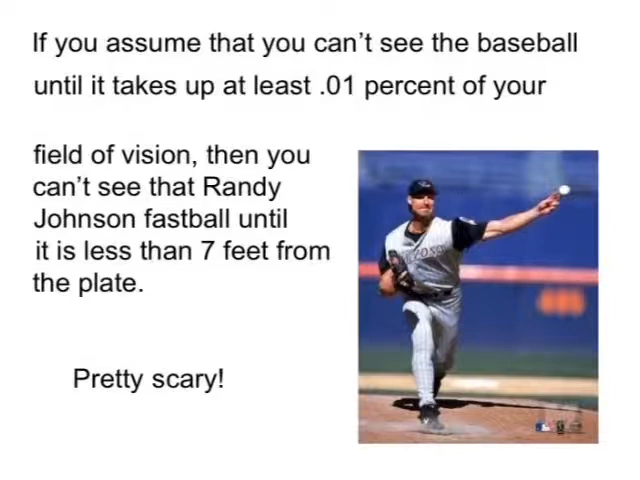 If you assume that you can't see the baseball
until it takes up at least .01 percent of your
field of vision, then you
can't see that Randy
Johnson fastball until
it is less than 7 feet from
the plate.
Pretty scary!